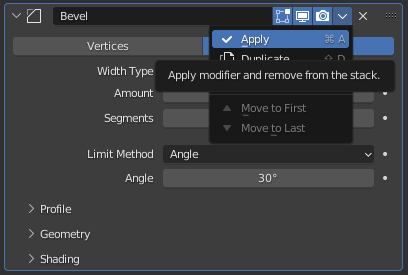 Bevel
Apply ⌘ A
Duplicate ⇧ D
Vertices
Width Type
Apply modifier and remove from the stack.
Amount
Segments
Move to First
Move to Last
Limit Method Angle
Angle 30°
Profile
Geometry
Shading